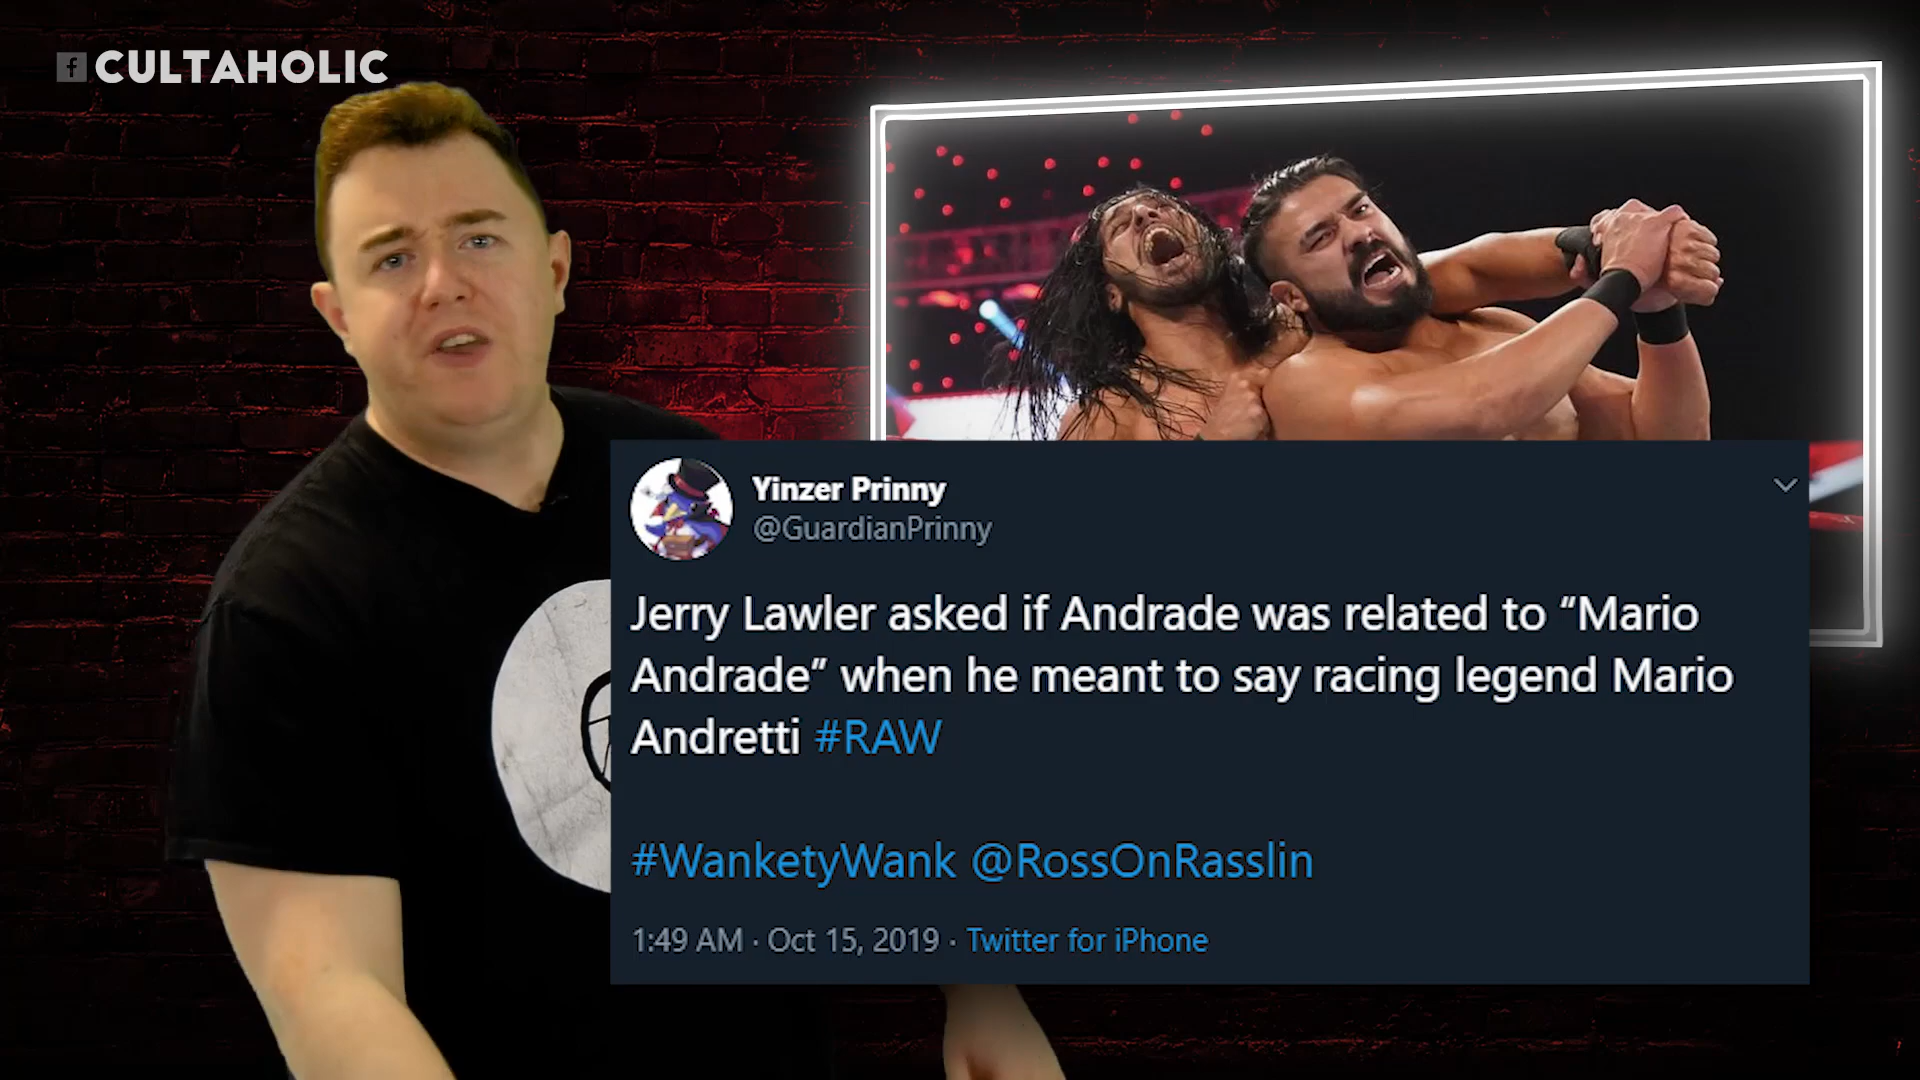 f CULTAHOLIC
Yinzer Prinny
@GuardianPrinny
Jerry Lawler asked if Andrade was related to “Mario
Andrade” when he meant to say racing legend Mario
Andretti #RAW
#WanketyWank @RossOnRasslin
1:49 AM · Oct 15, 2019 · Twitter for iPhone